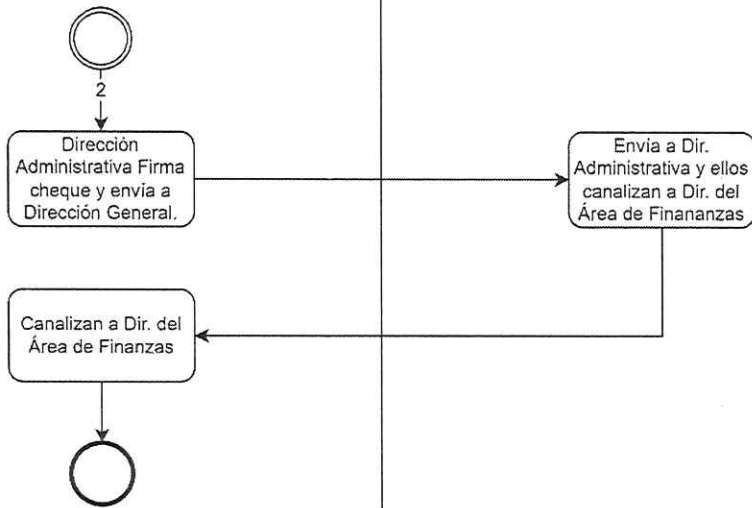 2
Dirección
Administrativa Firma
cheque y envía a
Dirección General.
Envia a Dir.
Administrativa y ellos
canalizan a Dir. del
Área de Finananzas
Canalizan a Dir. del
Área de Finanzas